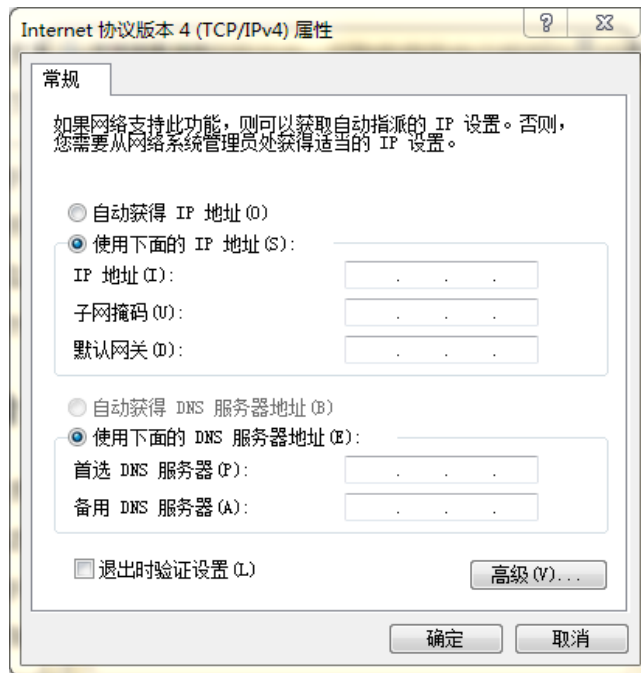 Internet 协议版本 4 (TCP/IPv4) 属性
常规
如果网络支持此功能，则可以获取自动指派的 IP 设置。否则，
您需要从网络系统管理员处获得适当的 IP 设置。
自动获得 IP 地址(O)
使用下面的 IP 地址(S):
IP 地址(I):
子网掩码(U):
默认网关(D):
自动获得 DNS 服务器地址(B)
使用下面的 DNS 服务器地址(E):
首选 DNS 服务器(P):
备用 DNS 服务器(A):
退出时验证设置(L)
高级(V)...
确定
取消